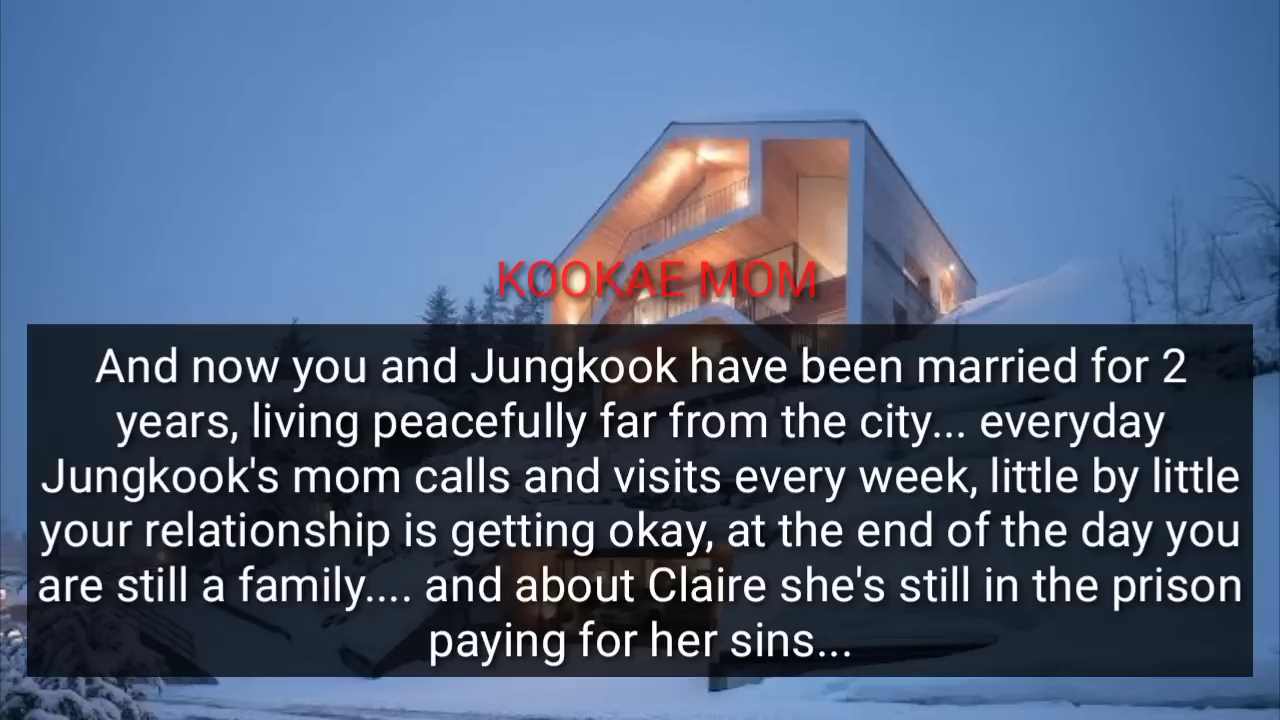 KOOKAE MOM
And now you and Jungkook have been married for 2
years, living peacefully far from the city... everyday
Jungkook's mom calls and visits every week, little by little
your relationship is getting okay, at the end of the day you
are still a family.... and about Claire she's still in the prison
paying for her sins...